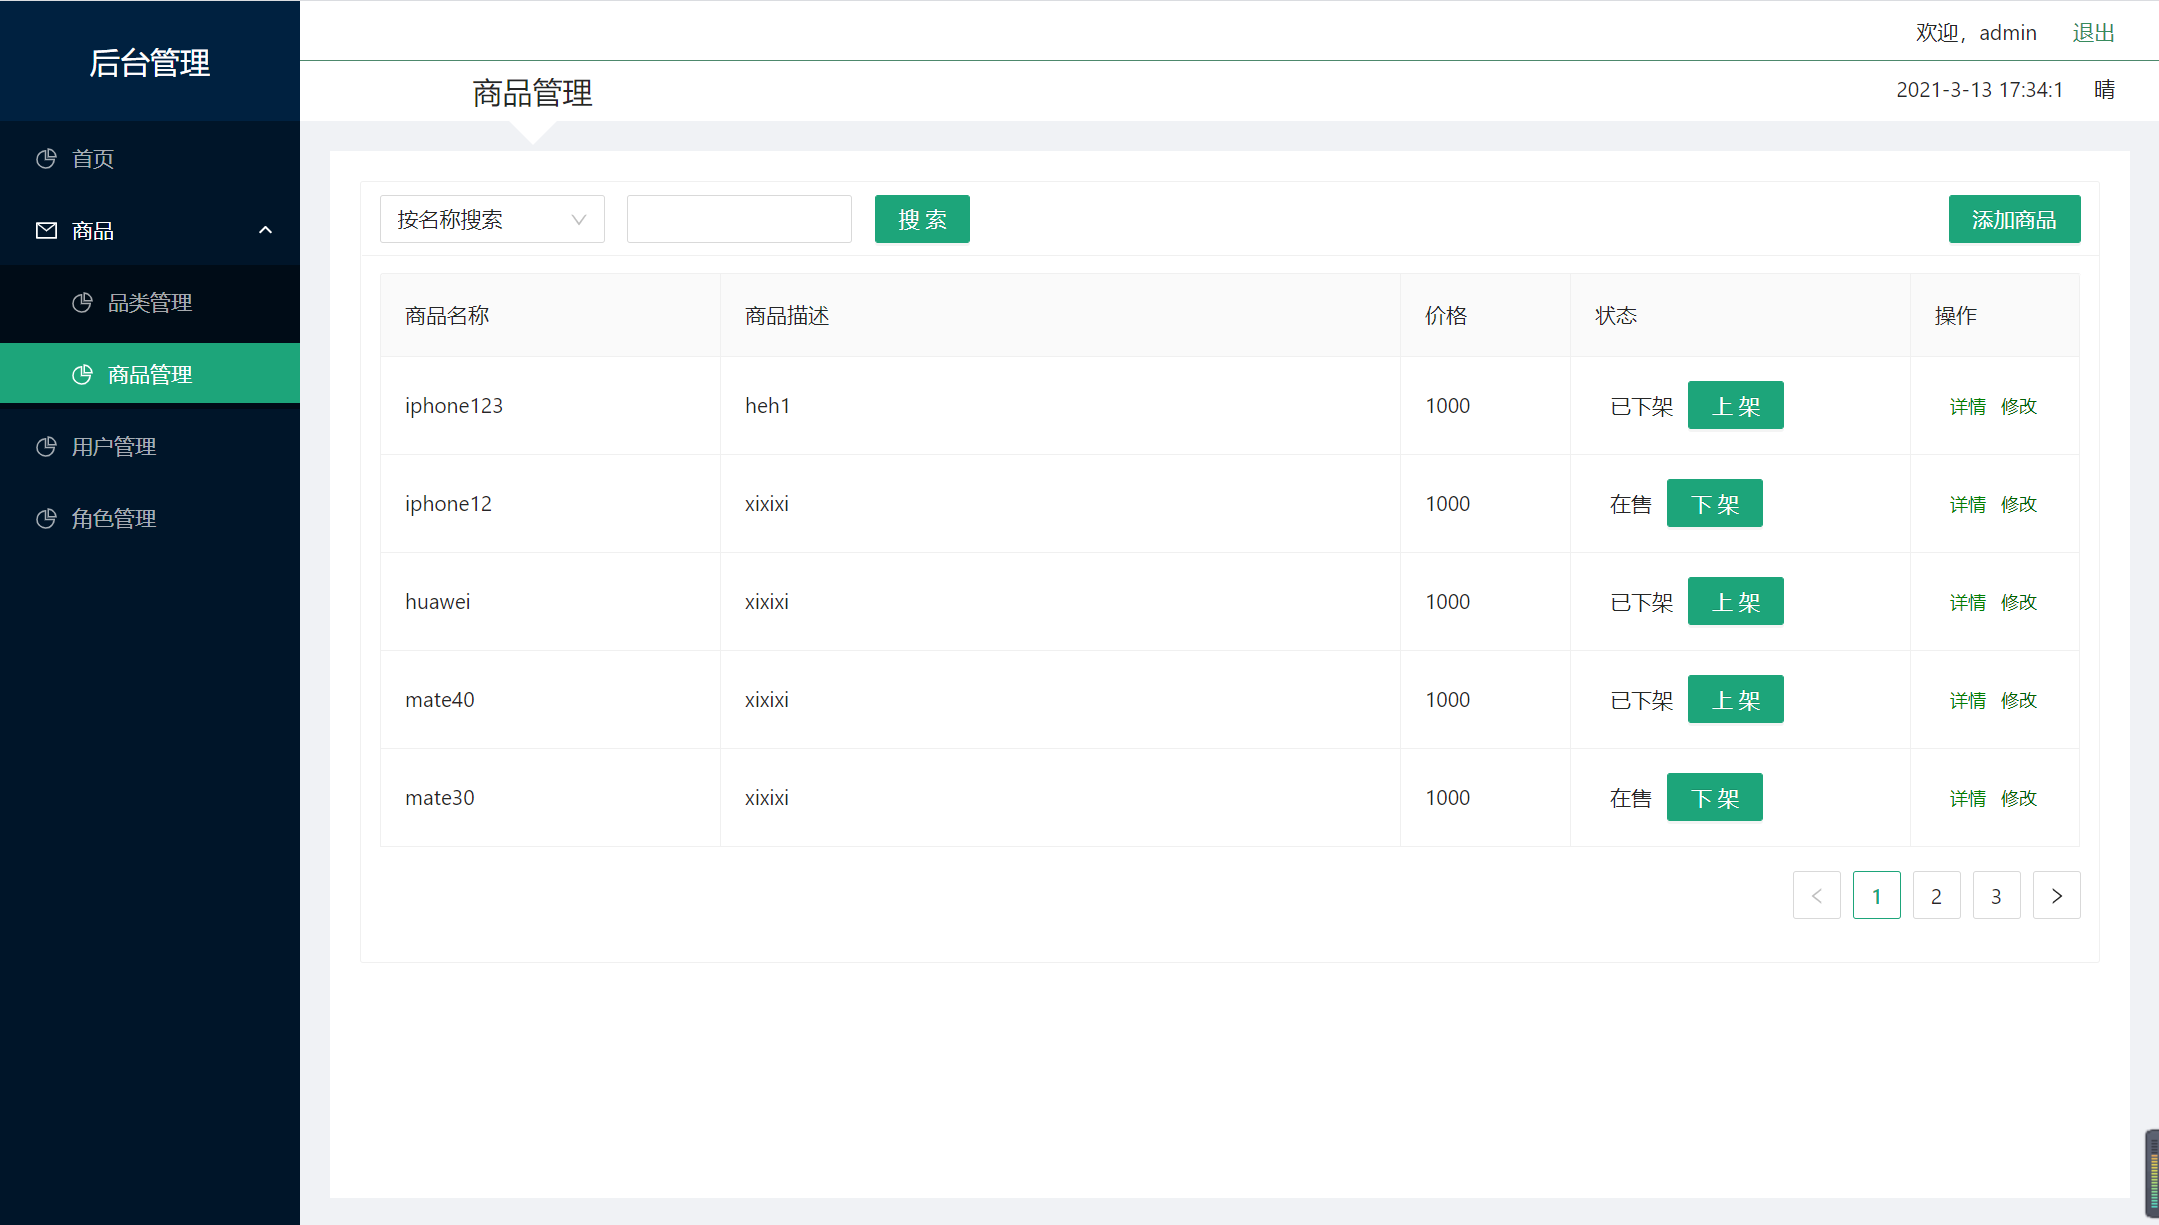 后台管理
首页
商品
品类管理
商品管理
用户管理
角色管理
欢迎，admin 退出
商品管理 2021-3-13 17:34:1 晴
按名称搜索 搜 索 添加商品
商品名称 商品描述 价格 状态 操作
iphone123 heh1 1000 已下架 上 架 详情 修改
iphone12 xixixi 1000 在售 下 架 详情 修改
huawei xixixi 1000 已下架 上 架 详情 修改
mate40 xixixi 1000 已下架 上 架 详情 修改
mate30 xixixi 1000 在售 下 架 详情 修改
1 2 3